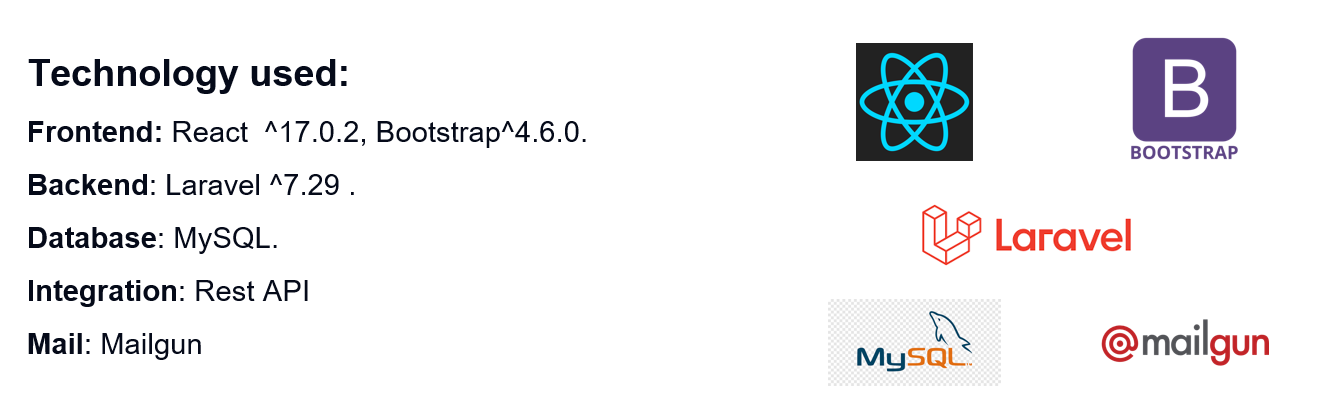 Technology used:
Frontend: React  ^17.0.2, Bootstrap^4.6.0.
Backend: Laravel ^7.29 .
Database: MySQL.
Integration: Rest API
Mail: Mailgun
B
BOOTSTRAP
Laravel
MySQL
@mailgun